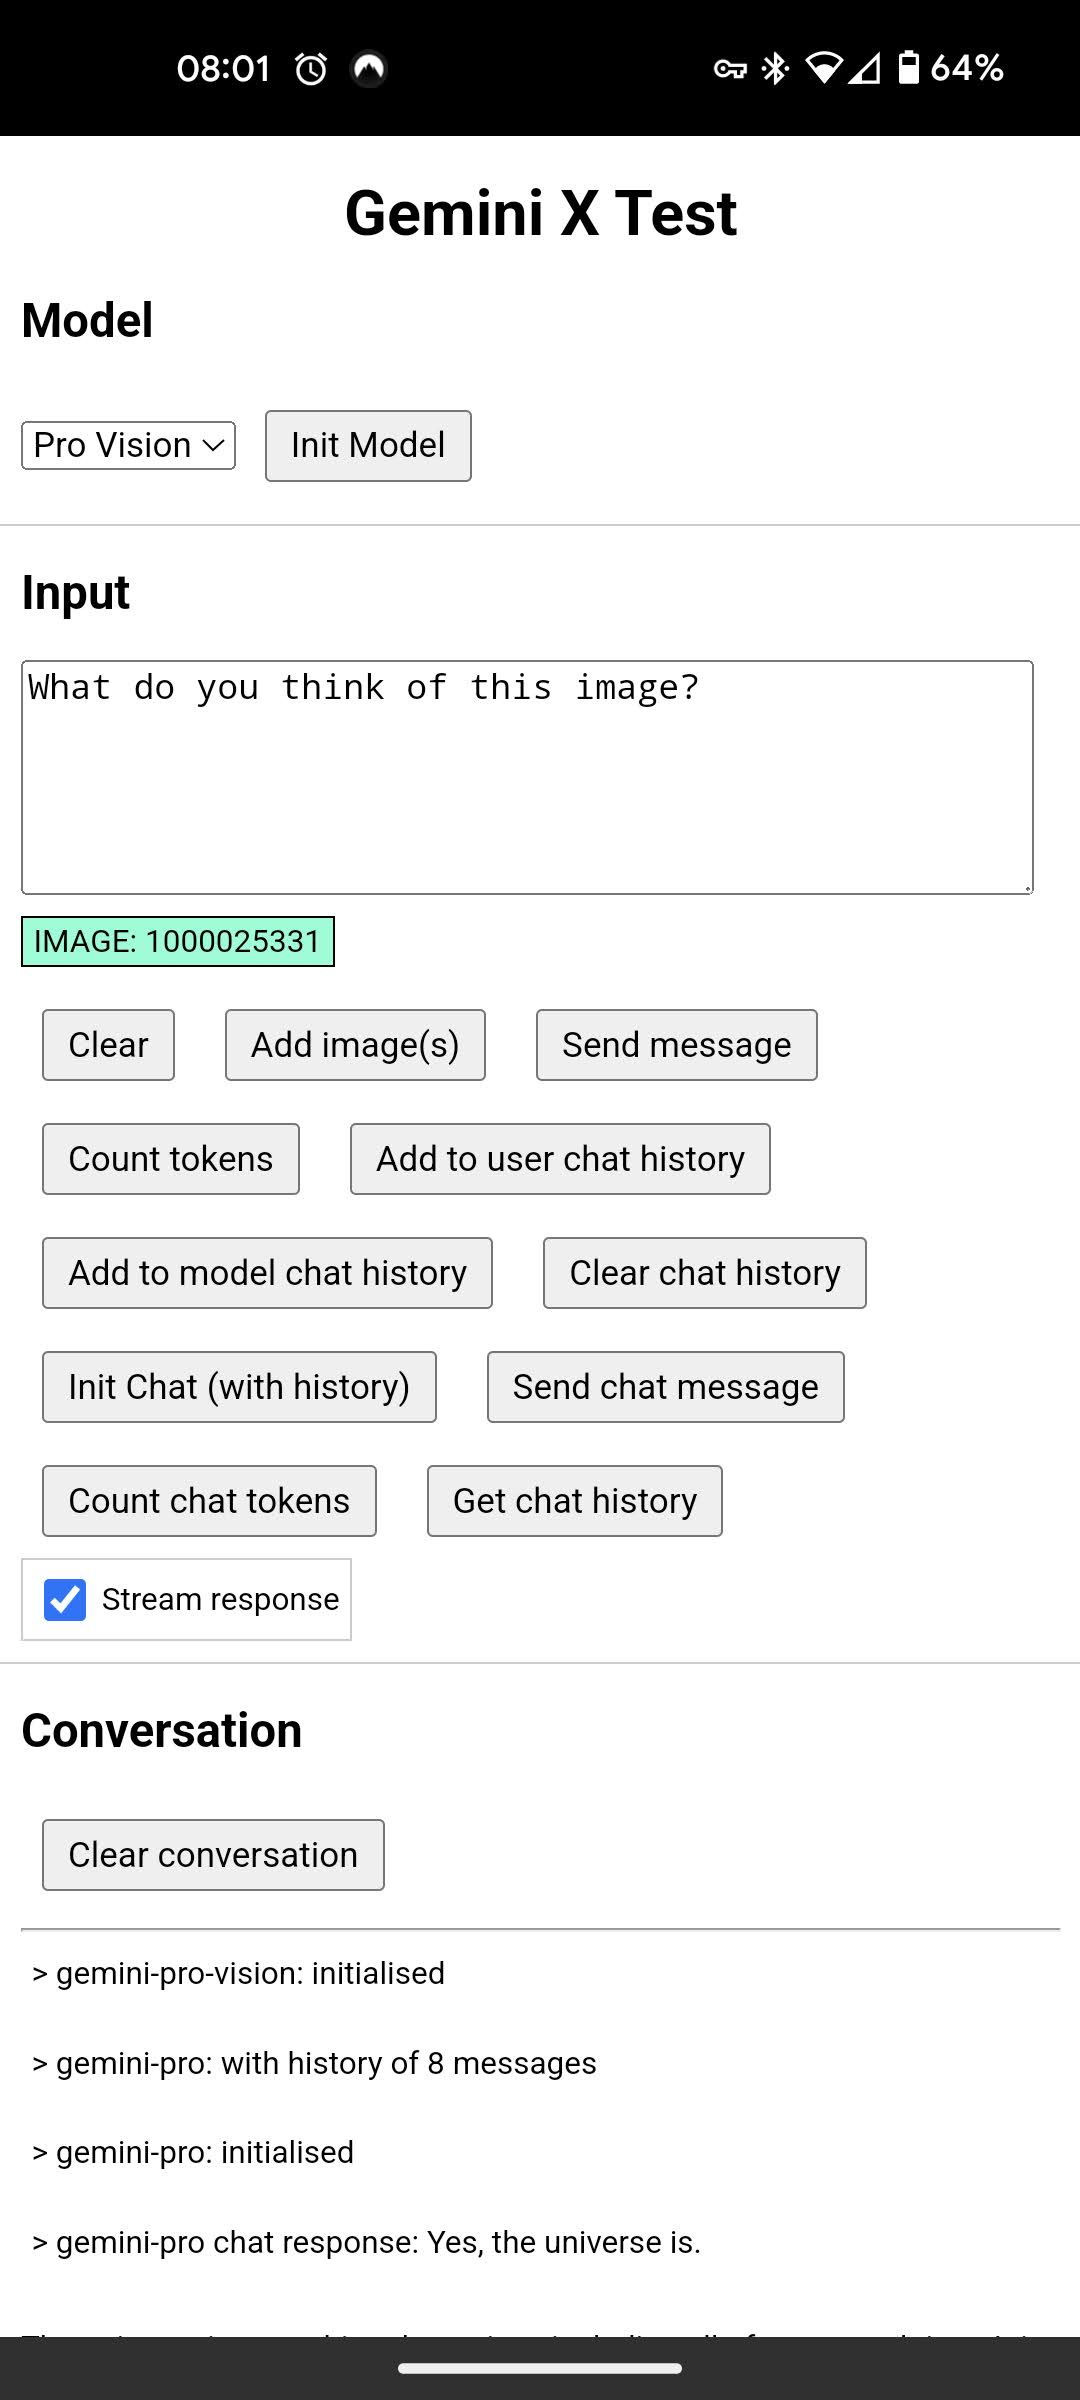 08:01 64%
Gemini X Test
Model
Pro Vision Init Model
Input
What do you think of this image?
IMAGE: 1000025331
Clear Add image(s) Send message
Count tokens Add to user chat history
Add to model chat history Clear chat history
Init Chat (with history) Send chat message
Count chat tokens Get chat history
Stream response
Conversation
Clear conversation
> gemini-pro-vision: initialised
> gemini-pro: with history of 8 messages
> gemini-pro: initialised
> gemini-pro chat response: Yes, the universe is.